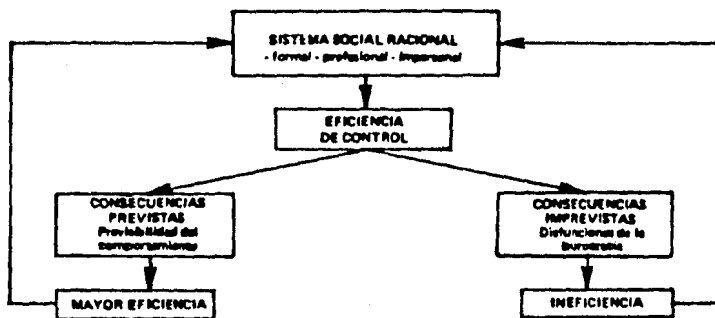 SISTEMA SOCIAL RACIONAL
- formal - profesional - impersonal
EFICIENCIA
DE CONTROL
CONSECUENCIAS
PREVISTAS
Previsibilidad del
comportamiento
CONSECUENCIAS
IMPREVISTAS
Disfunciones de la
burocracia
MAYOR EFICIENCIA
INEFICIENCIA